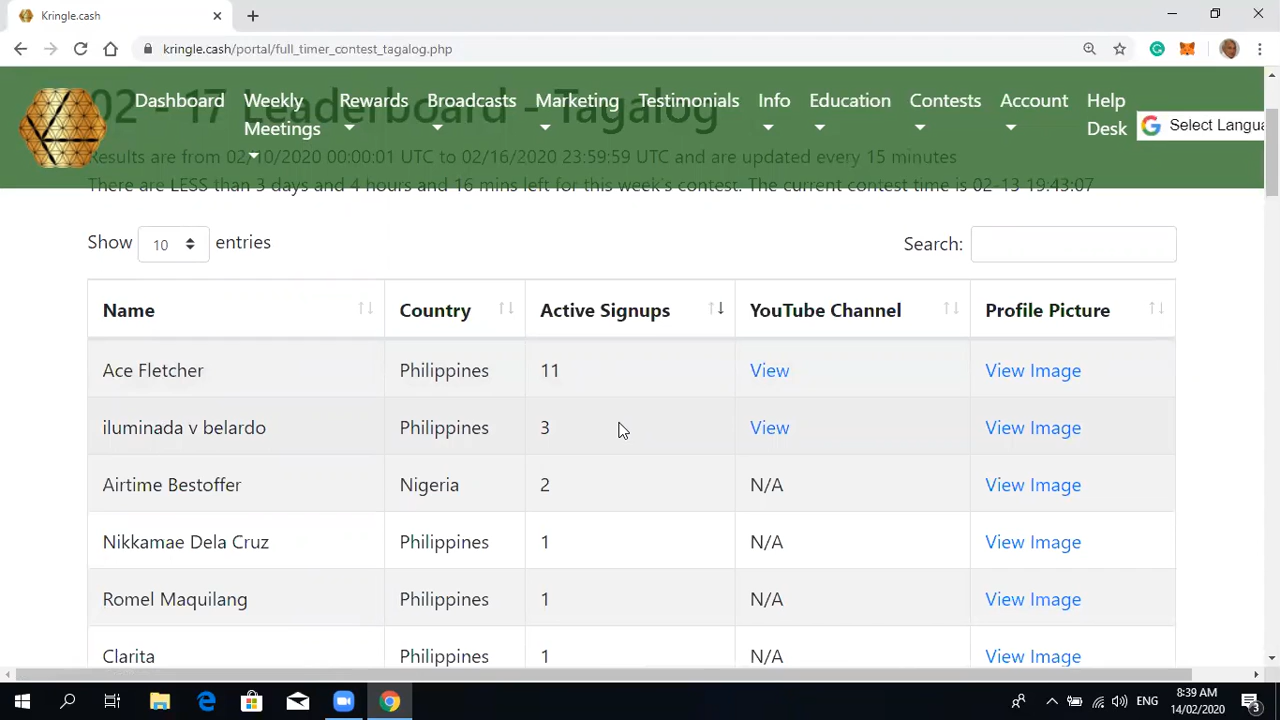 Kringle.cash
kringle.cash/portal/full_timer_contest_tagalog.php
02 - 17 Leaderboard - Tagalog
Dashboard Weekly Meetings Rewards Broadcasts Marketing Testimonials Info Education Contests Account Help Desk Select Langua
Results are from 02/10/2020 00:00:01 UTC to 02/16/2020 23:59:59 UTC and are updated every 15 minutes
There are LESS than 3 days and 4 hours and 16 mins left for this week's contest. The current contest time is 02-13 19:43:07
Show 10 entries Search:
Name Country Active Signups YouTube Channel Profile Picture
Ace Fletcher Philippines 11 View View Image
iluminada v belardo Philippines 3 View View Image
Airtime Bestoffer Nigeria 2 N/A View Image
Nikkamae Dela Cruz Philippines 1 N/A View Image
Romel Maquilang Philippines 1 N/A View Image
Clarita Philippines 1 N/A View Image
ENG 8:39 AM
14/02/2020 3